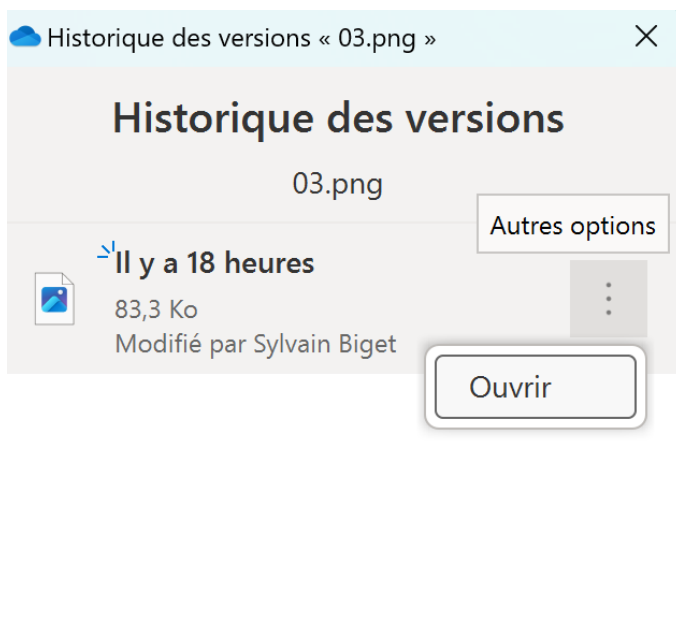 Historique des versions « 03.png »
Historique des versions
03.png
Autres options
Il y a 18 heures
83,3 Ko
Modifié par Sylvain Biget
Ouvrir